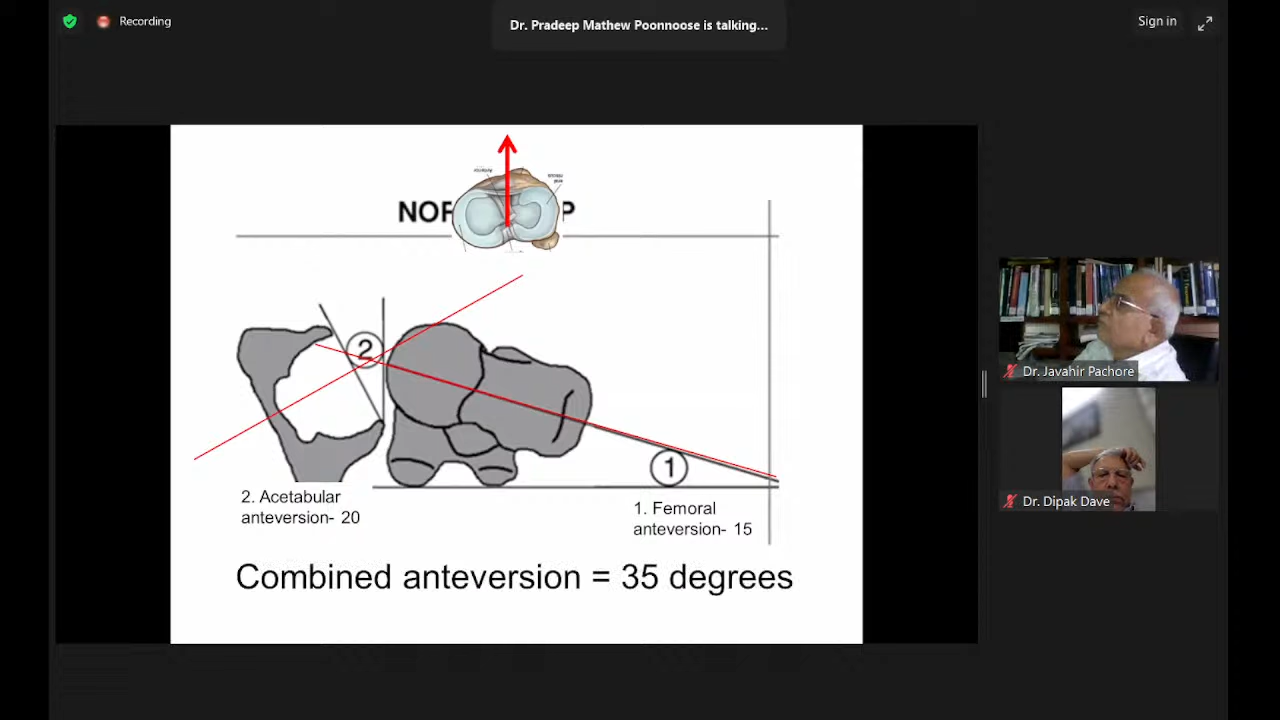 Recording
Dr. Pradeep Mathew Poonnoose is talking...
Sign in
2
1
2. Acetabular
anteversion- 20
1. Femoral
anteversion- 15
Combined anteversion = 35 degrees
Dr. Javahir Pachore
Dr. Dipak Dave